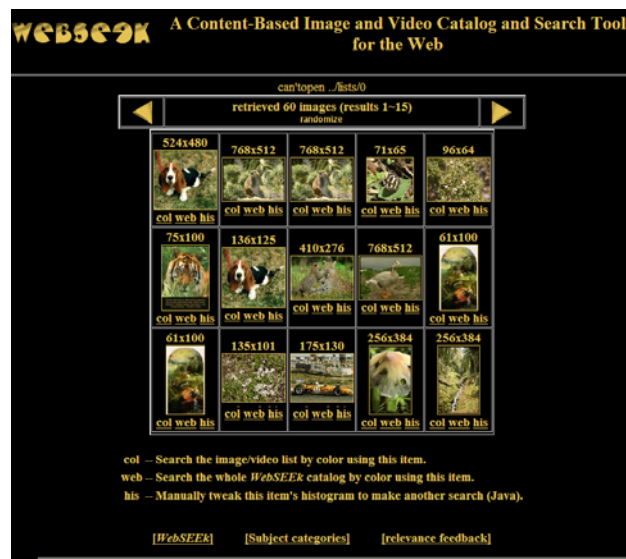 WEBSEEK
A Content-Based Image and Video Catalog and Search Tool
for the Web
can'topen ../lists/0
retrieved 60 images (results 1~15)
randomize
524x480 768x512 768x512 71x65 96x64
col web his col web his col web his col web his col web his
75x100 136x125 410x276 768x512 61x100
col web his col web his col web his col web his col web his
61x100 135x101 175x130 256x384 256x384
col web his col web his col web his col web his col web his
col -- Search the image/video list by color using this item.
web -- Search the whole WebSEEk catalog by color using this item.
his -- Manually tweak this item's histogram to make another search (Java).
[WebSEEk] [Subject categories] [relevance feedback]